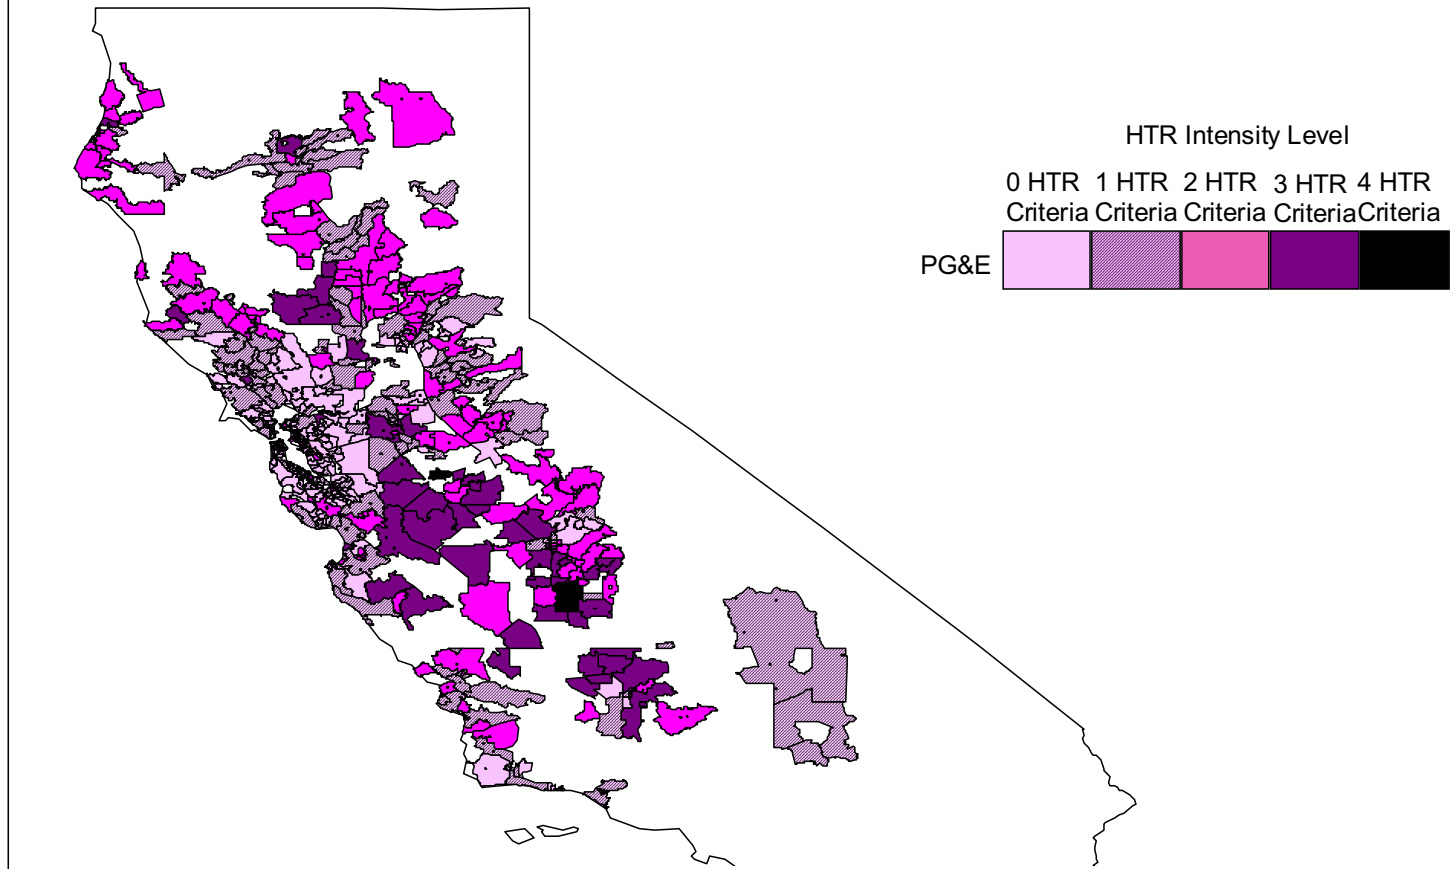 HTR Intensity Level
0 HTR 1 HTR 2 HTR 3 HTR 4 HTR
Criteria Criteria Criteria Criteria Criteria
PG&E